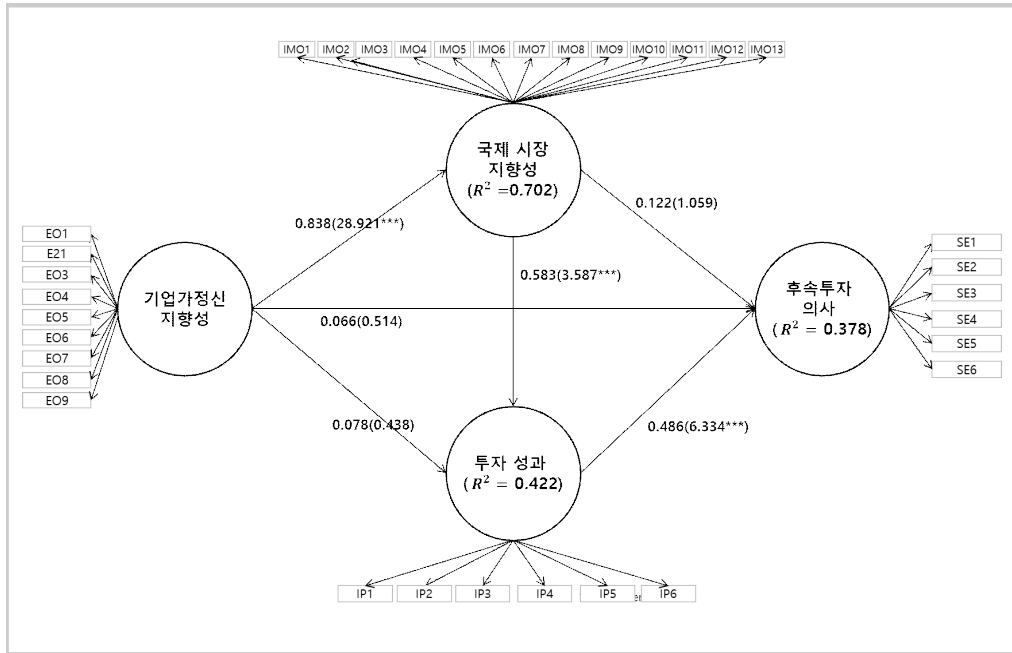 IMO1 IMO2 IMO3 IMO4 IMO5 IMO6 IMO7 IMO8 IMO9 IMO10 IMO11 IMO12 IMO13
국제 시장
지향성
(R² =0.702)
0.838(28.921***)
0.122(1.059)
EO1
E21
EO3
EO4
EO5
EO6
EO7
EO8
EO9
기업가정신
지향성
0.583(3.587***)
0.066(0.514)
후속투자
의사
(R² = 0.378)
SE1
SE2
SE3
SE4
SE5
SE6
0.078(0.438)
0.486(6.334***)
투자 성과
(R² = 0.422)
IP1 IP2 IP3 IP4 IP5 IP6